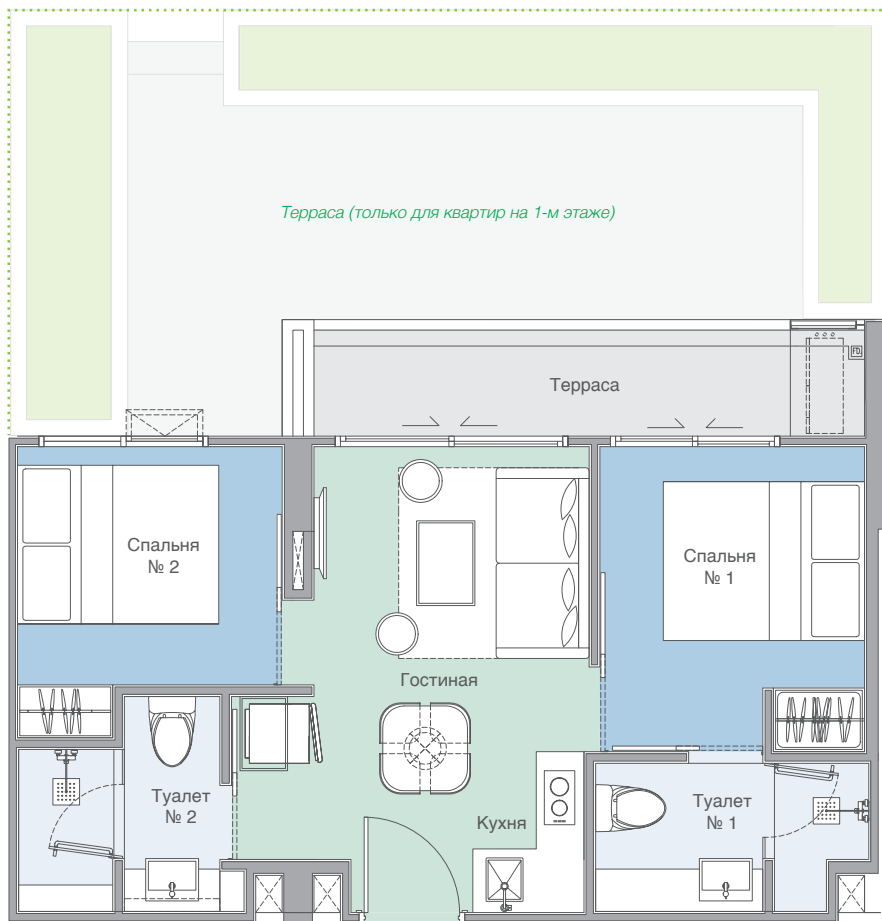 Терраса (только для квартир на 1-м этаже)
FD
Терраса
Спальня
№ 2
Спальня
№ 1
Гостиная
Туалет
№ 2
Кухня
Туалет
№ 1